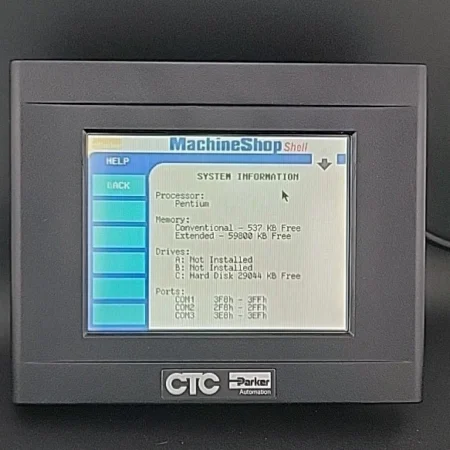 Parker
MachineShop Shell
HELP
BACK
SYSTEM INFORMATION
Processor:
Pentium
Memory:
Conventional - 537 KB Free
Extended - 59800 KB Free
Drives:
A: Not Installed
B: Not Installed
C: Hard Disk 29044 KB Free
Ports:
COM1 3F8h - 3FFh
COM2 2F8h - 2FFh
COM3 3E8h - 3EFh
CTC Parker
Automation